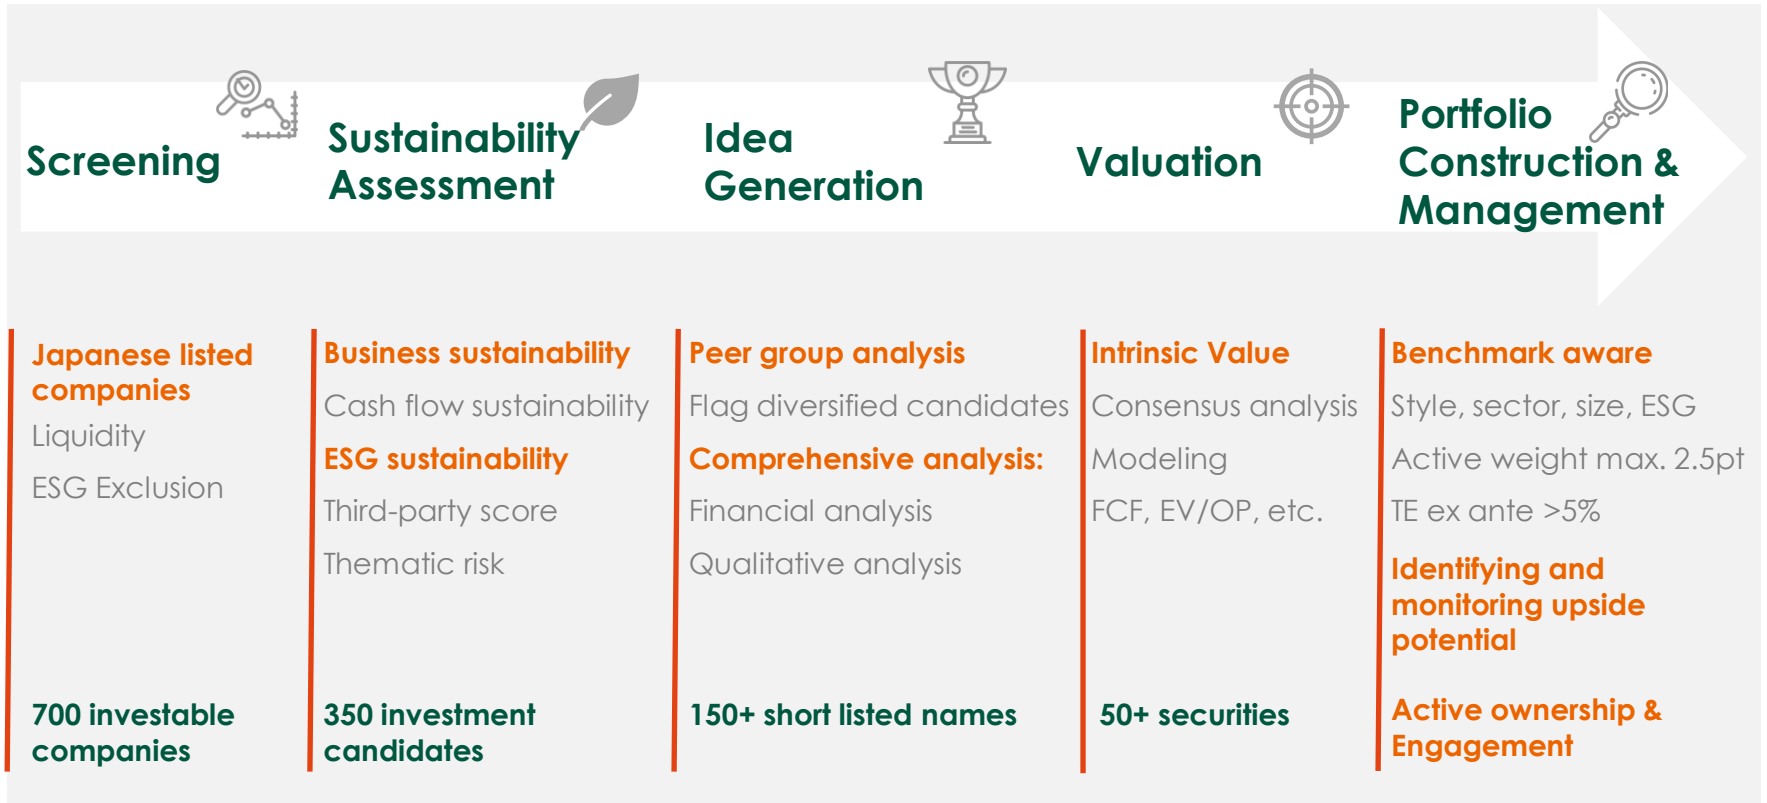 Screening
Sustainability
Assessment
Idea
Generation
Valuation
Portfolio
Construction &
Management
Japanese listed
companies
Liquidity
ESG Exclusion
700 investable
companies
Business sustainability
Cash flow sustainability
ESG sustainability
Third-party score
Thematic risk
350 investment
candidates
Peer group analysis
Flag diversified candidates
Comprehensive analysis:
Financial analysis
Qualitative analysis
150+ short listed names
Intrinsic Value
Consensus analysis
Modeling
FCF, EV/OP, etc.
50+ securities
Benchmark aware
Style, sector, size, ESG
Active weight max. 2.5pt
TE ex ante >5%
Identifying and
monitoring upside
potential
Active ownership &
Engagement